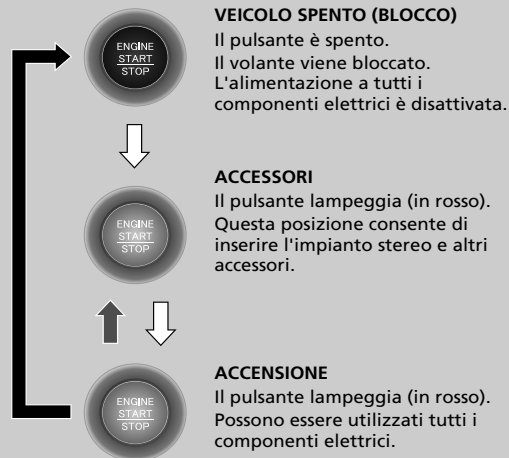 VEICOLO SPENTO (BLOCCO)
ENGINE
START
STOP
Il pulsante è spento.
Il volante viene bloccato.
L'alimentazione a tutti i
componenti elettrici è disattivata.
ACCESSORI
ENGINE
START
STOP
Il pulsante lampeggia (in rosso).
Questa posizione consente di
inserire l'impianto stereo e altri
accessori.
ACCENSIONE
ENGINE
START
STOP
Il pulsante lampeggia (in rosso).
Possono essere utilizzati tutti i
componenti elettrici.